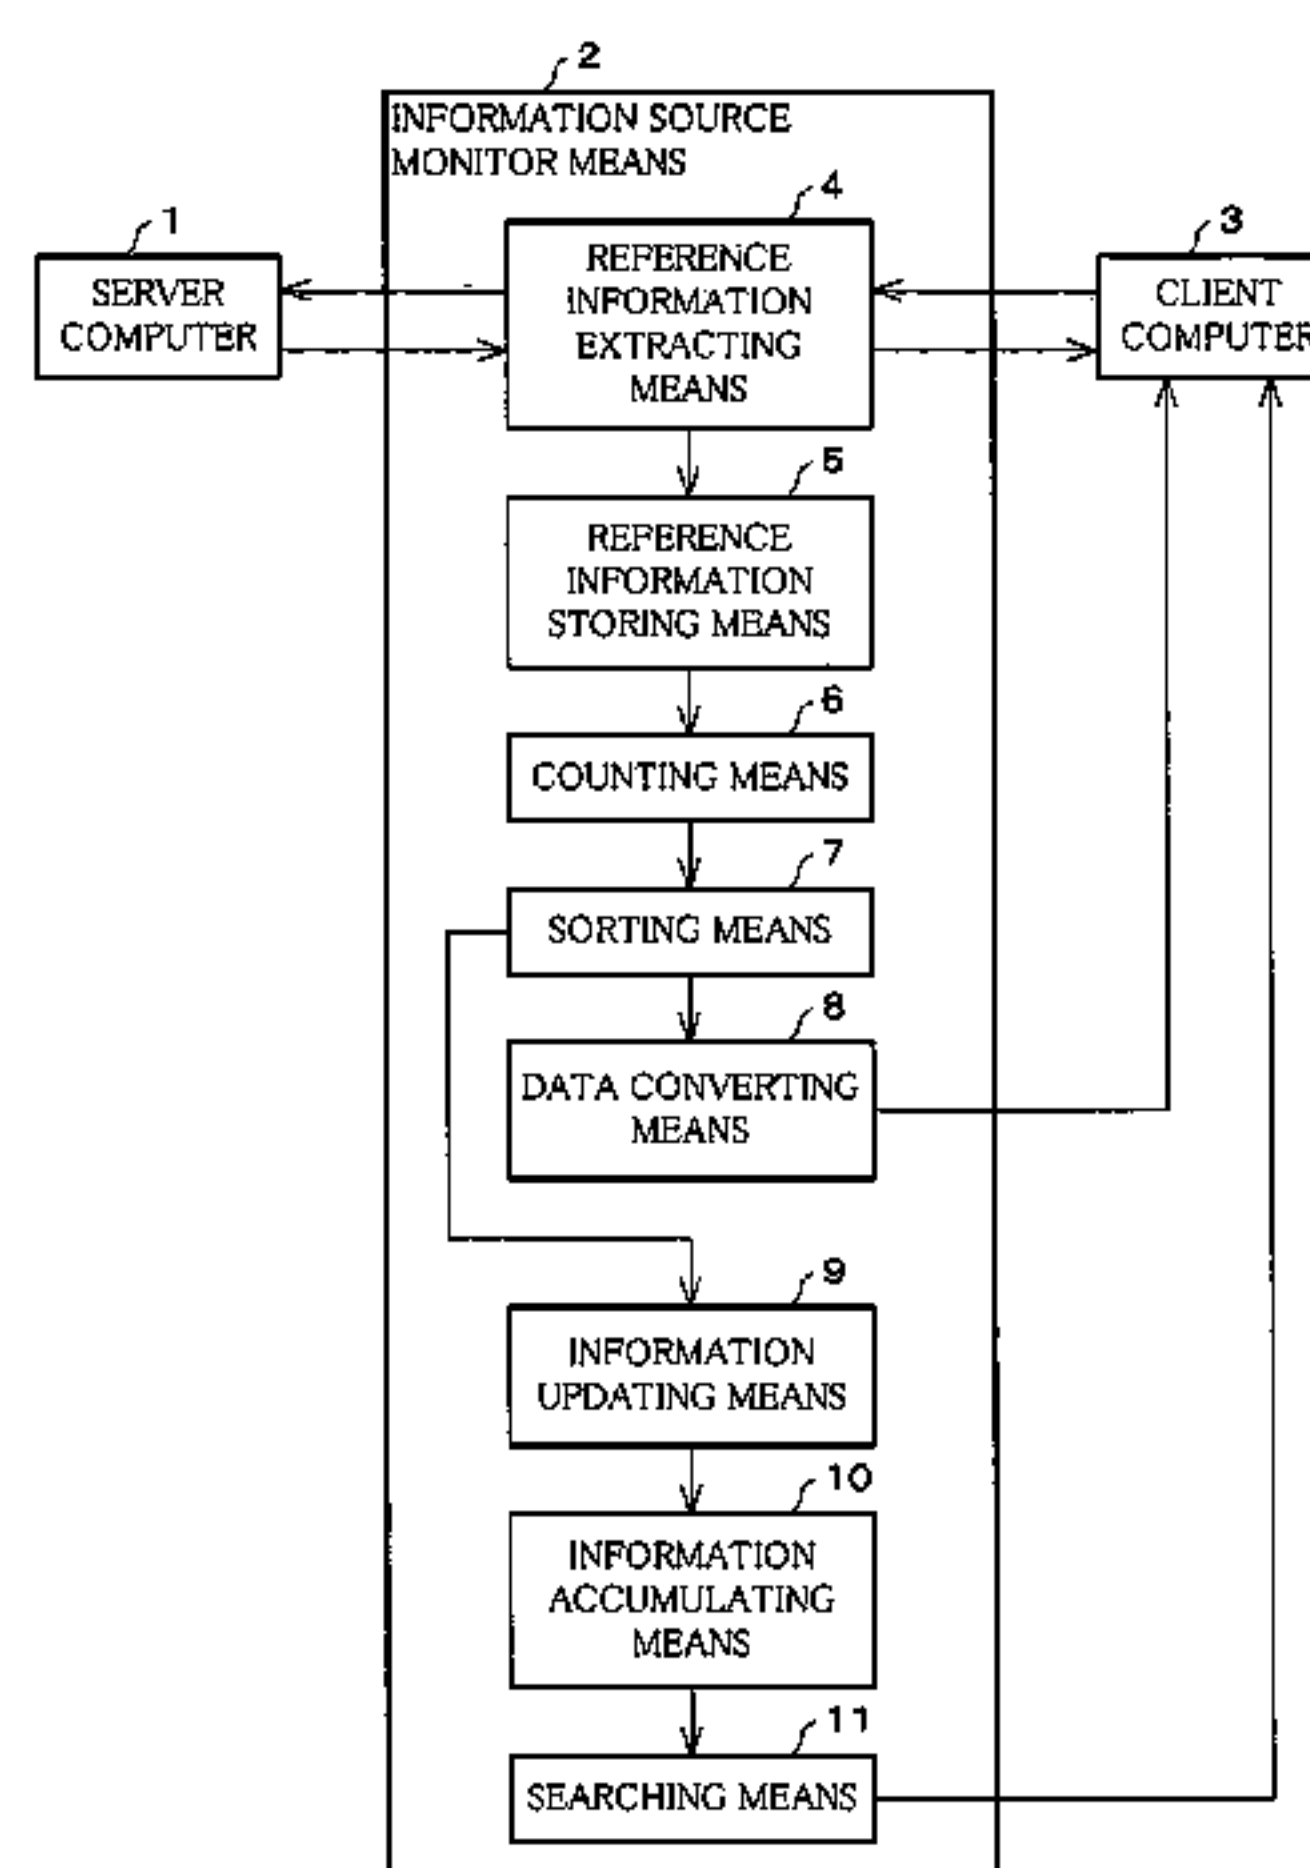 2
INFORMATION SOURCE
MONITOR MEANS
1
SERVER
COMPUTER
4
REFERENCE
INFORMATION
EXTRACTING
MEANS
3
CLIENT
COMPUTER
5
REFERENCE
INFORMATION
STORING MEANS
6
COUNTING MEANS
7
SORTING MEANS
8
DATA CONVERTING
MEANS
9
INFORMATION
UPDATING MEANS
10
INFORMATION
ACCUMULATING
MEANS
11
SEARCHING MEANS